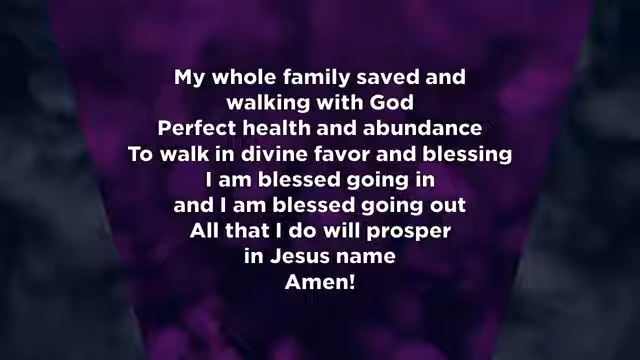 My whole family saved and
walking with God
Perfect health and abundance
To walk in divine favor and blessing
I am blessed going in
and I am blessed going out
All that I do will prosper
in Jesus name
Amen!